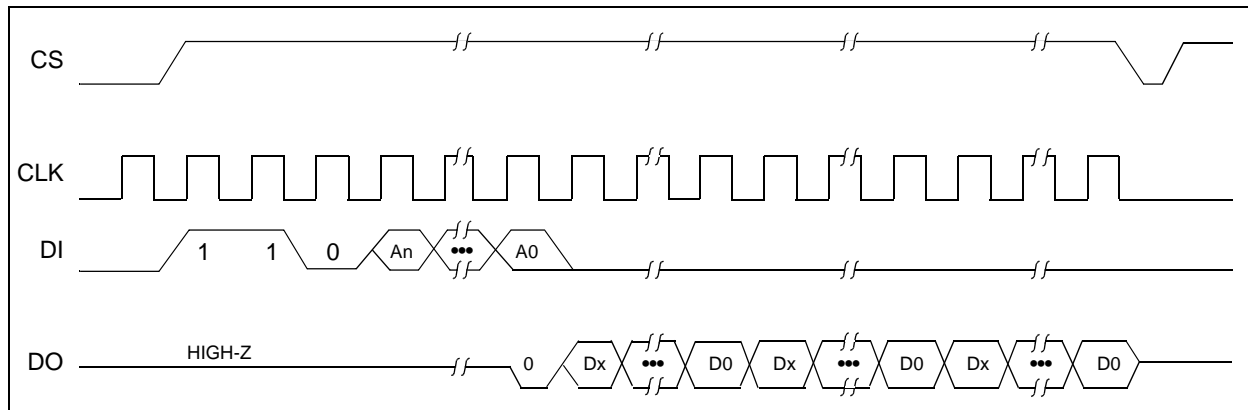 CS
CLK
DI 1 1 0 An ••• A0
HIGH-Z
DO 0 Dx ••• D0 Dx ••• D0 Dx ••• D0